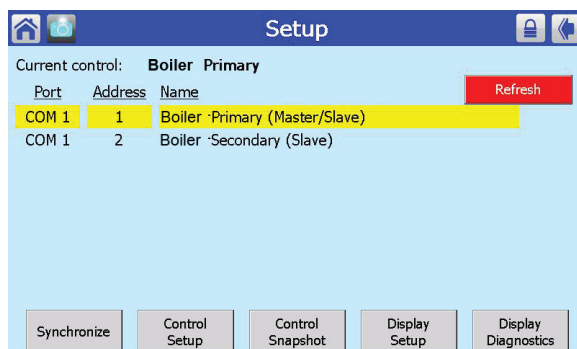 Setup
Current control: Boiler Primary
Port Address Name
Refresh
COM 1 1 Boiler -Primary (Master/Slave)
COM 1 2 Boiler -Secondary (Slave)
Synchronize
Control
Setup
Control
Snapshot
Display
Setup
Display
Diagnostics